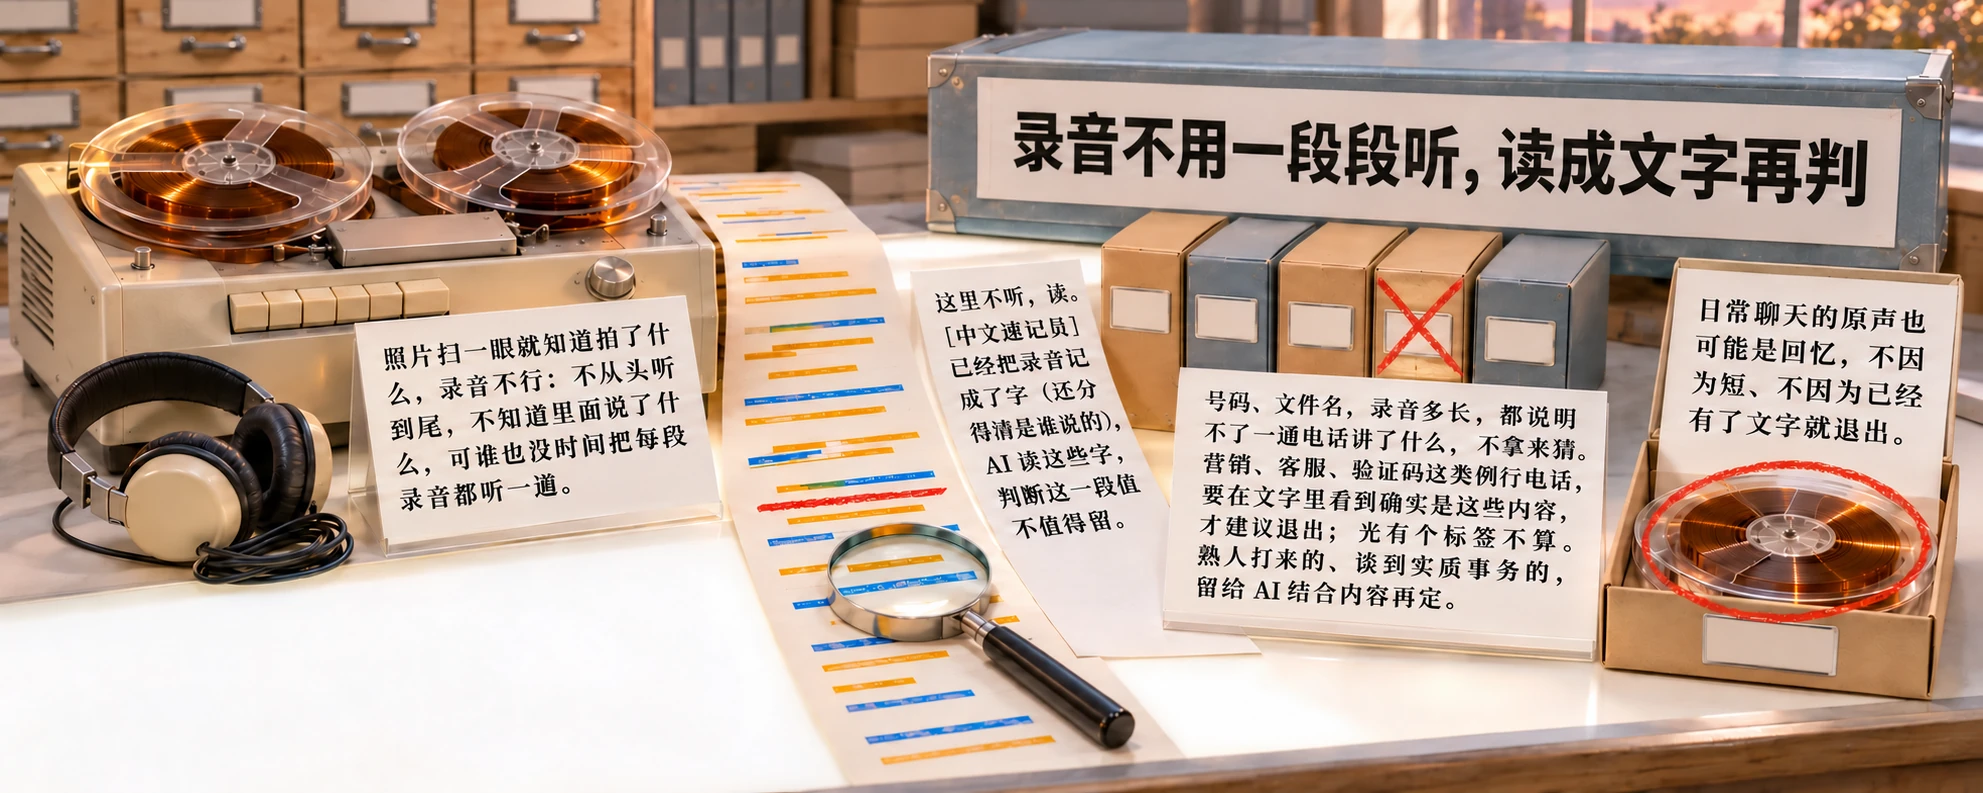 录音不用一段段听，读成文字再判
照片扫一眼就知道拍了什
么，录音不行：不从头听
到尾，不知道里面说了什
么，可谁也没时间把每段
录音都听一道。
这里不听，读。
［中文速记员］
已经把录音记
成了字（还分
得清是谁说的），
AI 读这些字，
判断这一段值
不值得留。
号码、文件名，录音多长，都说明
不了一通电话讲了什么，不拿来猜。
营销、客服、验证码这类例行电话，
要在文字里看到确实是这些内容，
才建议退出；光有个标签不算。
熟人打来的、谈到实质事务的，
留给 AI 结合内容再定。
日常聊天的原声也
可能是回忆，不因
为短、不因为已经
有了文字就退出。